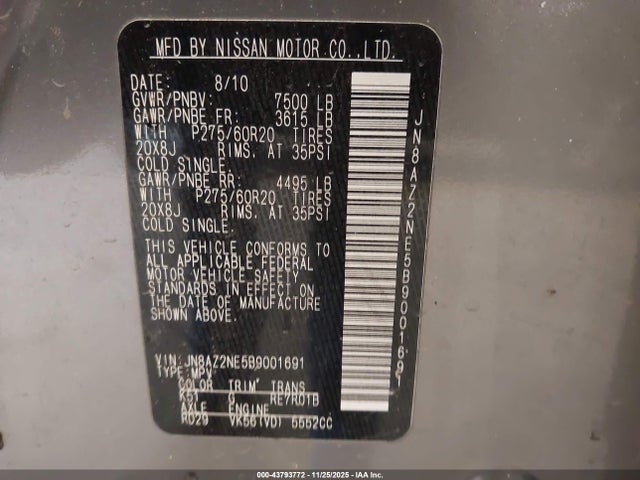 MFD BY NISSAN MOTOR CO.,LTD.
DATE: 8/10
GVWR/PNBV: 7500 LB
GAWR/PNBE FR: 3615 LB
WITH P275/60R20 TIRES
20X8J RIMS. AT 35PSI
COLD SINGLE.
GAWR/PNBE RR: 4495 LB
WITH P275/60R20 TIRES
20X8J RIMS. AT 35PSI
COLD SINGLE.
THIS VEHICLE CONFORMS TO
ALL APPLICABLE FEDERAL
MOTOR VEHICLE SAFETY
STANDARDS IN EFFECT ON
THE DATE OF MANUFACTURE
SHOWN ABOVE.
VIN: JN8AZ2NE5B9001691
TYPE:MPV
COLOR TRIM TRANS
K51 G RE7R01B
AXLE ENGINE
RD29 VK56(VD) 5552CC
JN8AZ2NE5B9001691
000-43793772 - 11/25/2025 - IAA Inc.